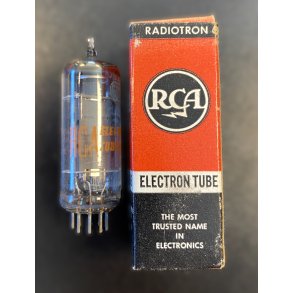 RADIOTRON
RCA
ELECTRON TUBE
THE MOST
TRUSTED NAME
IN
ELECTRONICS